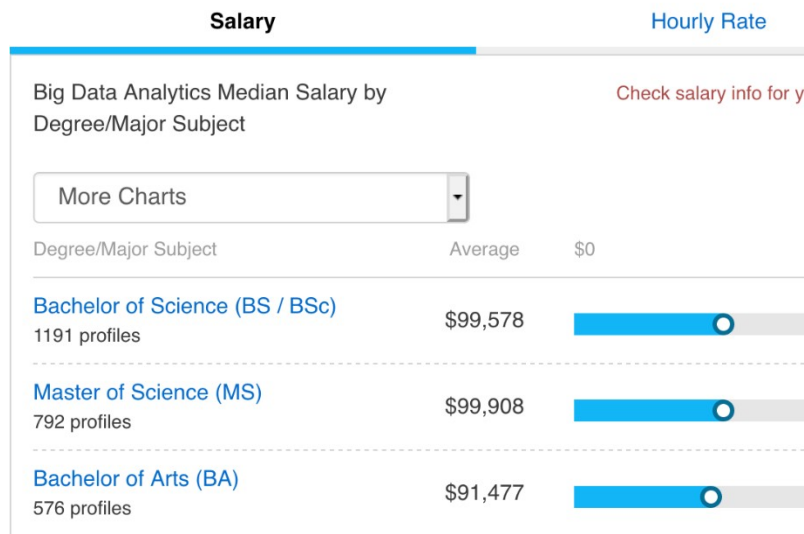 Salary Hourly Rate
Big Data Analytics Median Salary by
Degree/Major Subject
Check salary info for y
More Charts
Degree/Major Subject Average $0
Bachelor of Science (BS / BSc)
1191 profiles
$99,578
Master of Science (MS)
792 profiles
$99,908
Bachelor of Arts (BA)
576 profiles
$91,477